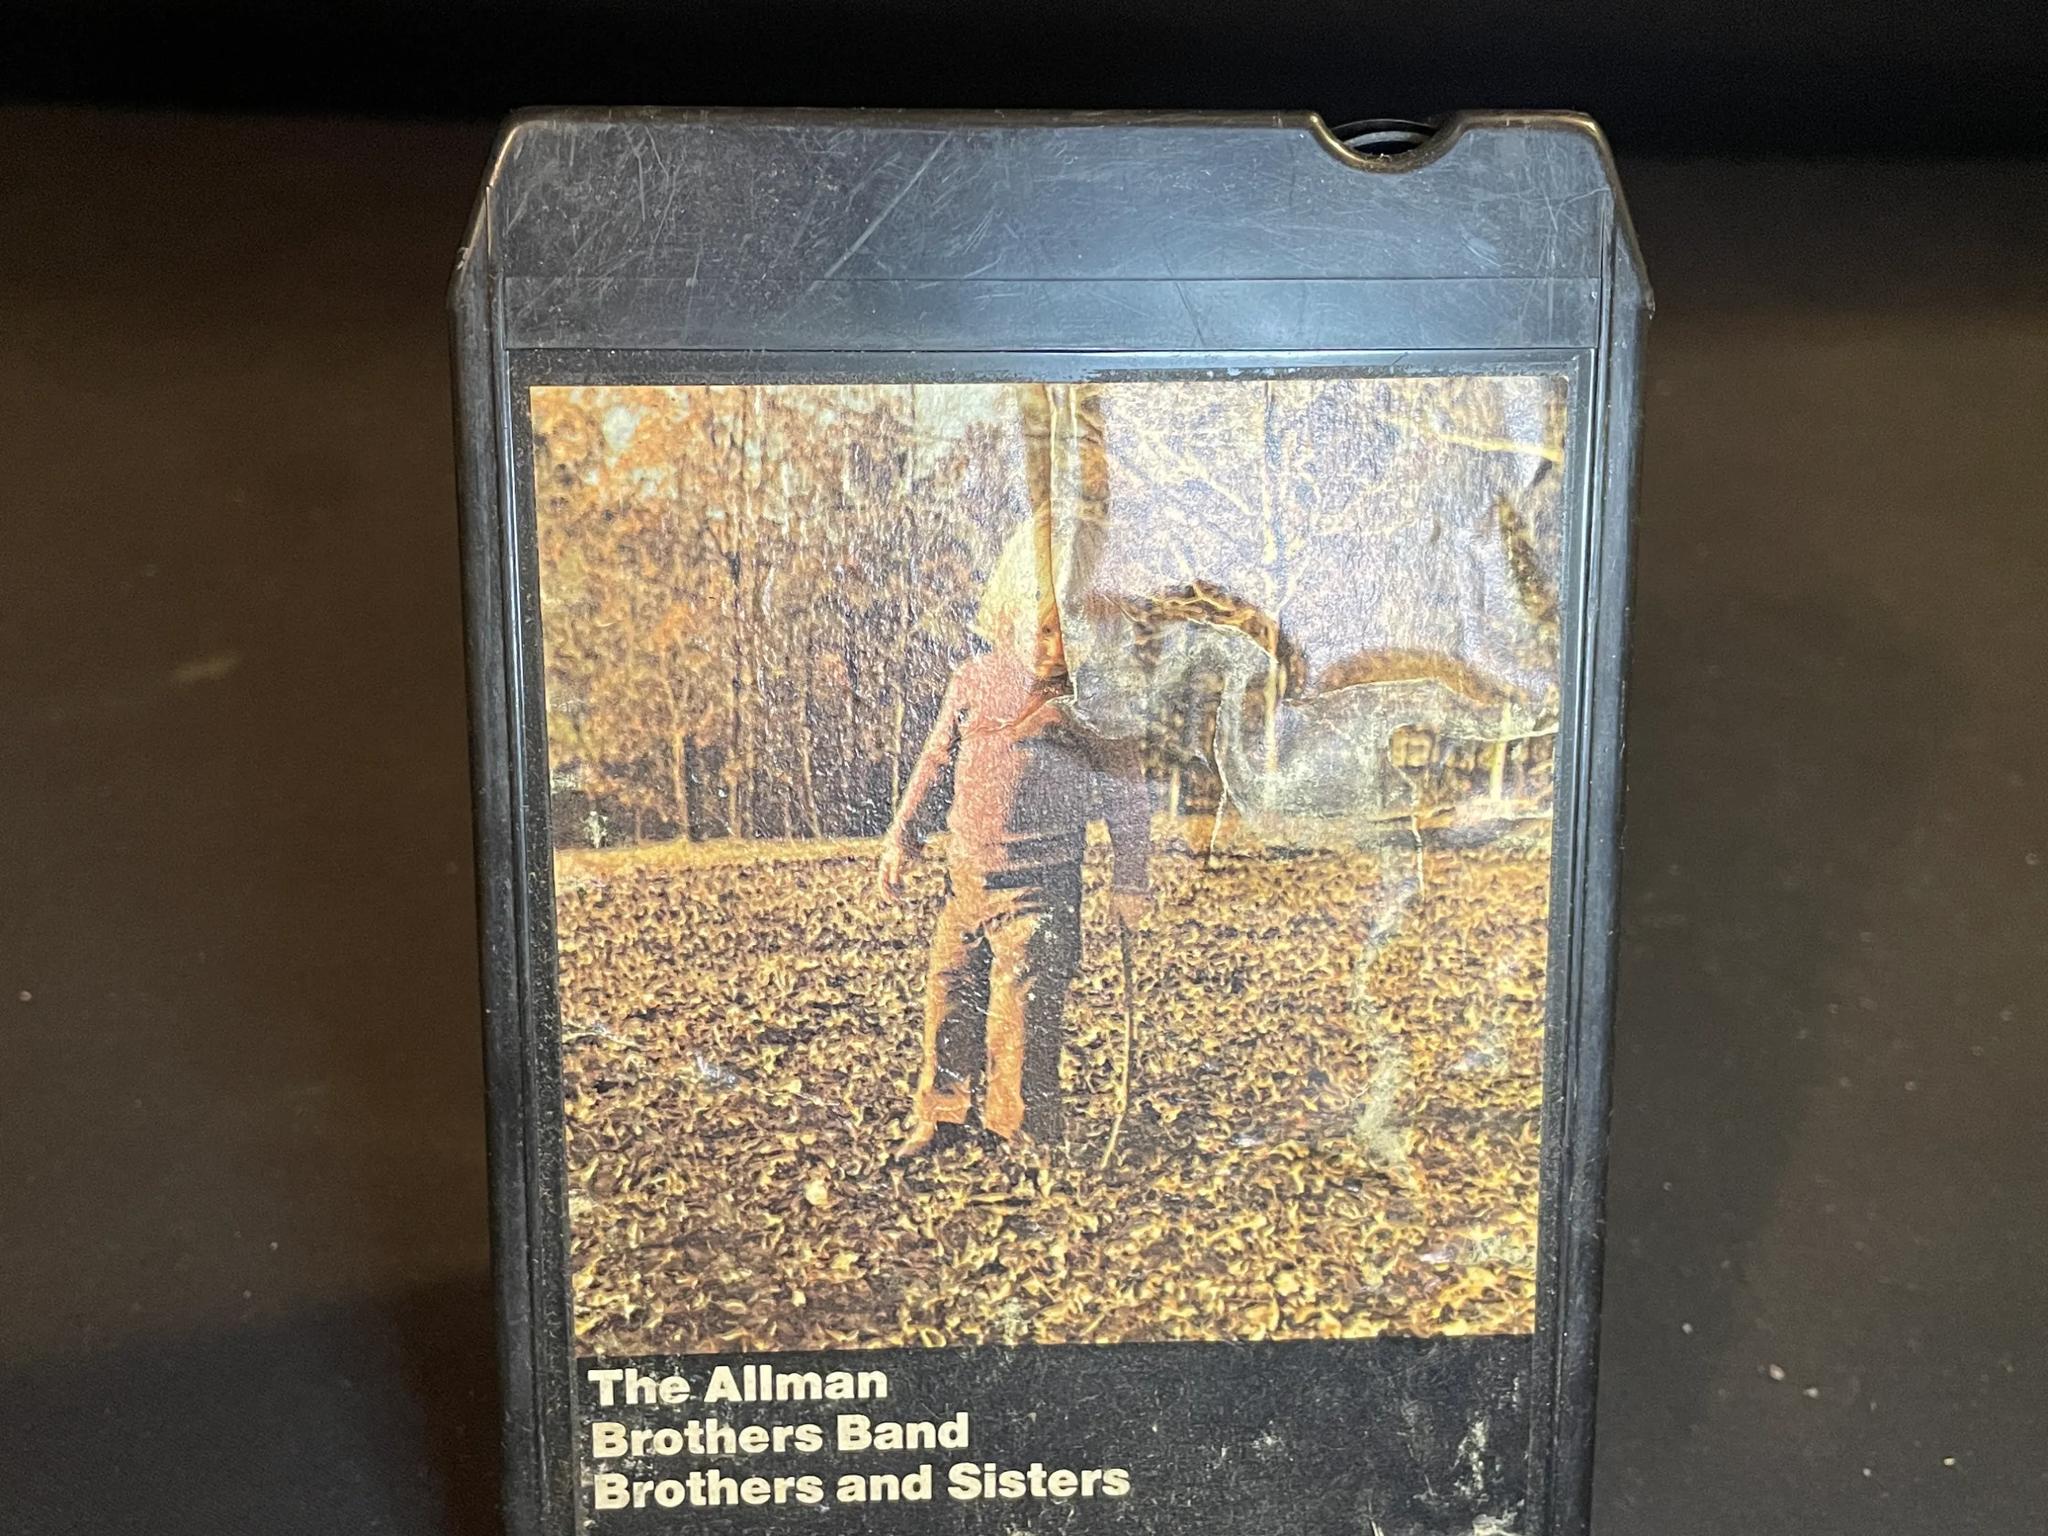 The Allman
Brothers Band
Brothers and Sisters